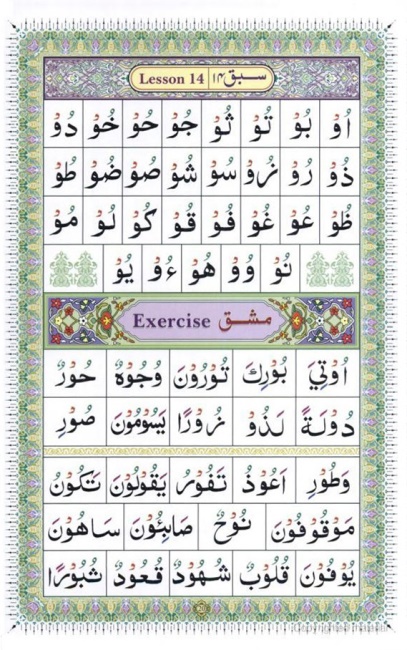 Lesson 14 سبق ۱۴
اُوْ بُوْ تُوْ ثُوْ جُوْ حُوْ خُوْ دُوْ
ذُوْ رُوْ زُوْ سُوْ شُوْ صُوْ ضُوْ طُوْ
ظُوْ عُوْ غُوْ فُوْ قُوْ كُوْ لُوْ مُوْ
نُوْ وُوْ هُوْ ءُوْ يُوْ
Exercise مشق
اُوْتِيَ بُوْرِكَ تُوْرُوْنَ وُجُوْهٌ حُوْرٌ
دُوْلَةً لَذُوْ زُوْرًا يَسُوْمُوْنَ صُوْرِ
وَطُوْرِ اَعُوْذُ تَفُوْرُ يَقُوْلُوْنَ تَكُوْنُ
مَوْقُوْفُوْنَ نُوْحٌ صَابِئُوْنَ سَاهُوْنَ
يُوْفُوْنَ قُلُوْبٌ شُهُوْدٌ قُعُوْدٌ ثُبُوْرًا